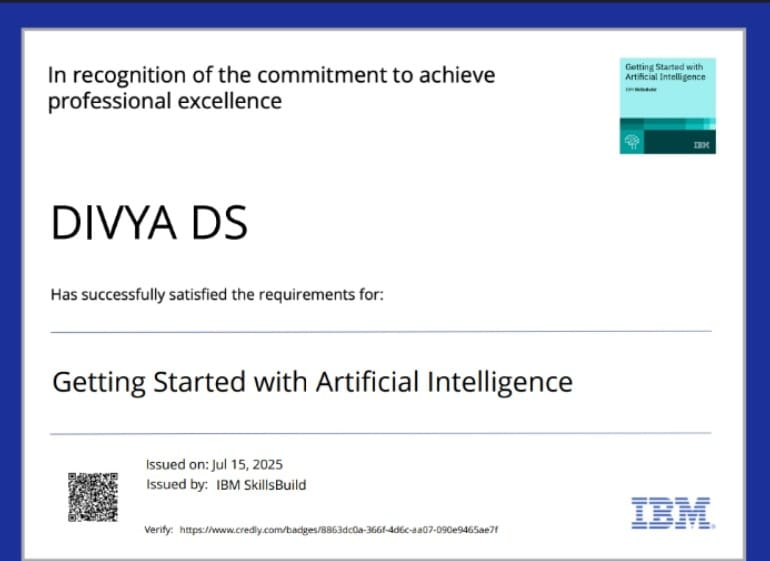 In recognition of the commitment to achieve
professional excellence
Getting Started with
Artificial Intelligence
IBM SkillsBuild
IBM
DIVYA DS
Has successfully satisfied the requirements for:
Getting Started with Artificial Intelligence
Issued on: Jul 15, 2025
Issued by: IBM SkillsBuild
Verify: https://www.credly.com/badges/8863dc0a-366f-4d6c-aa07-090e9465ae7f
IBM.